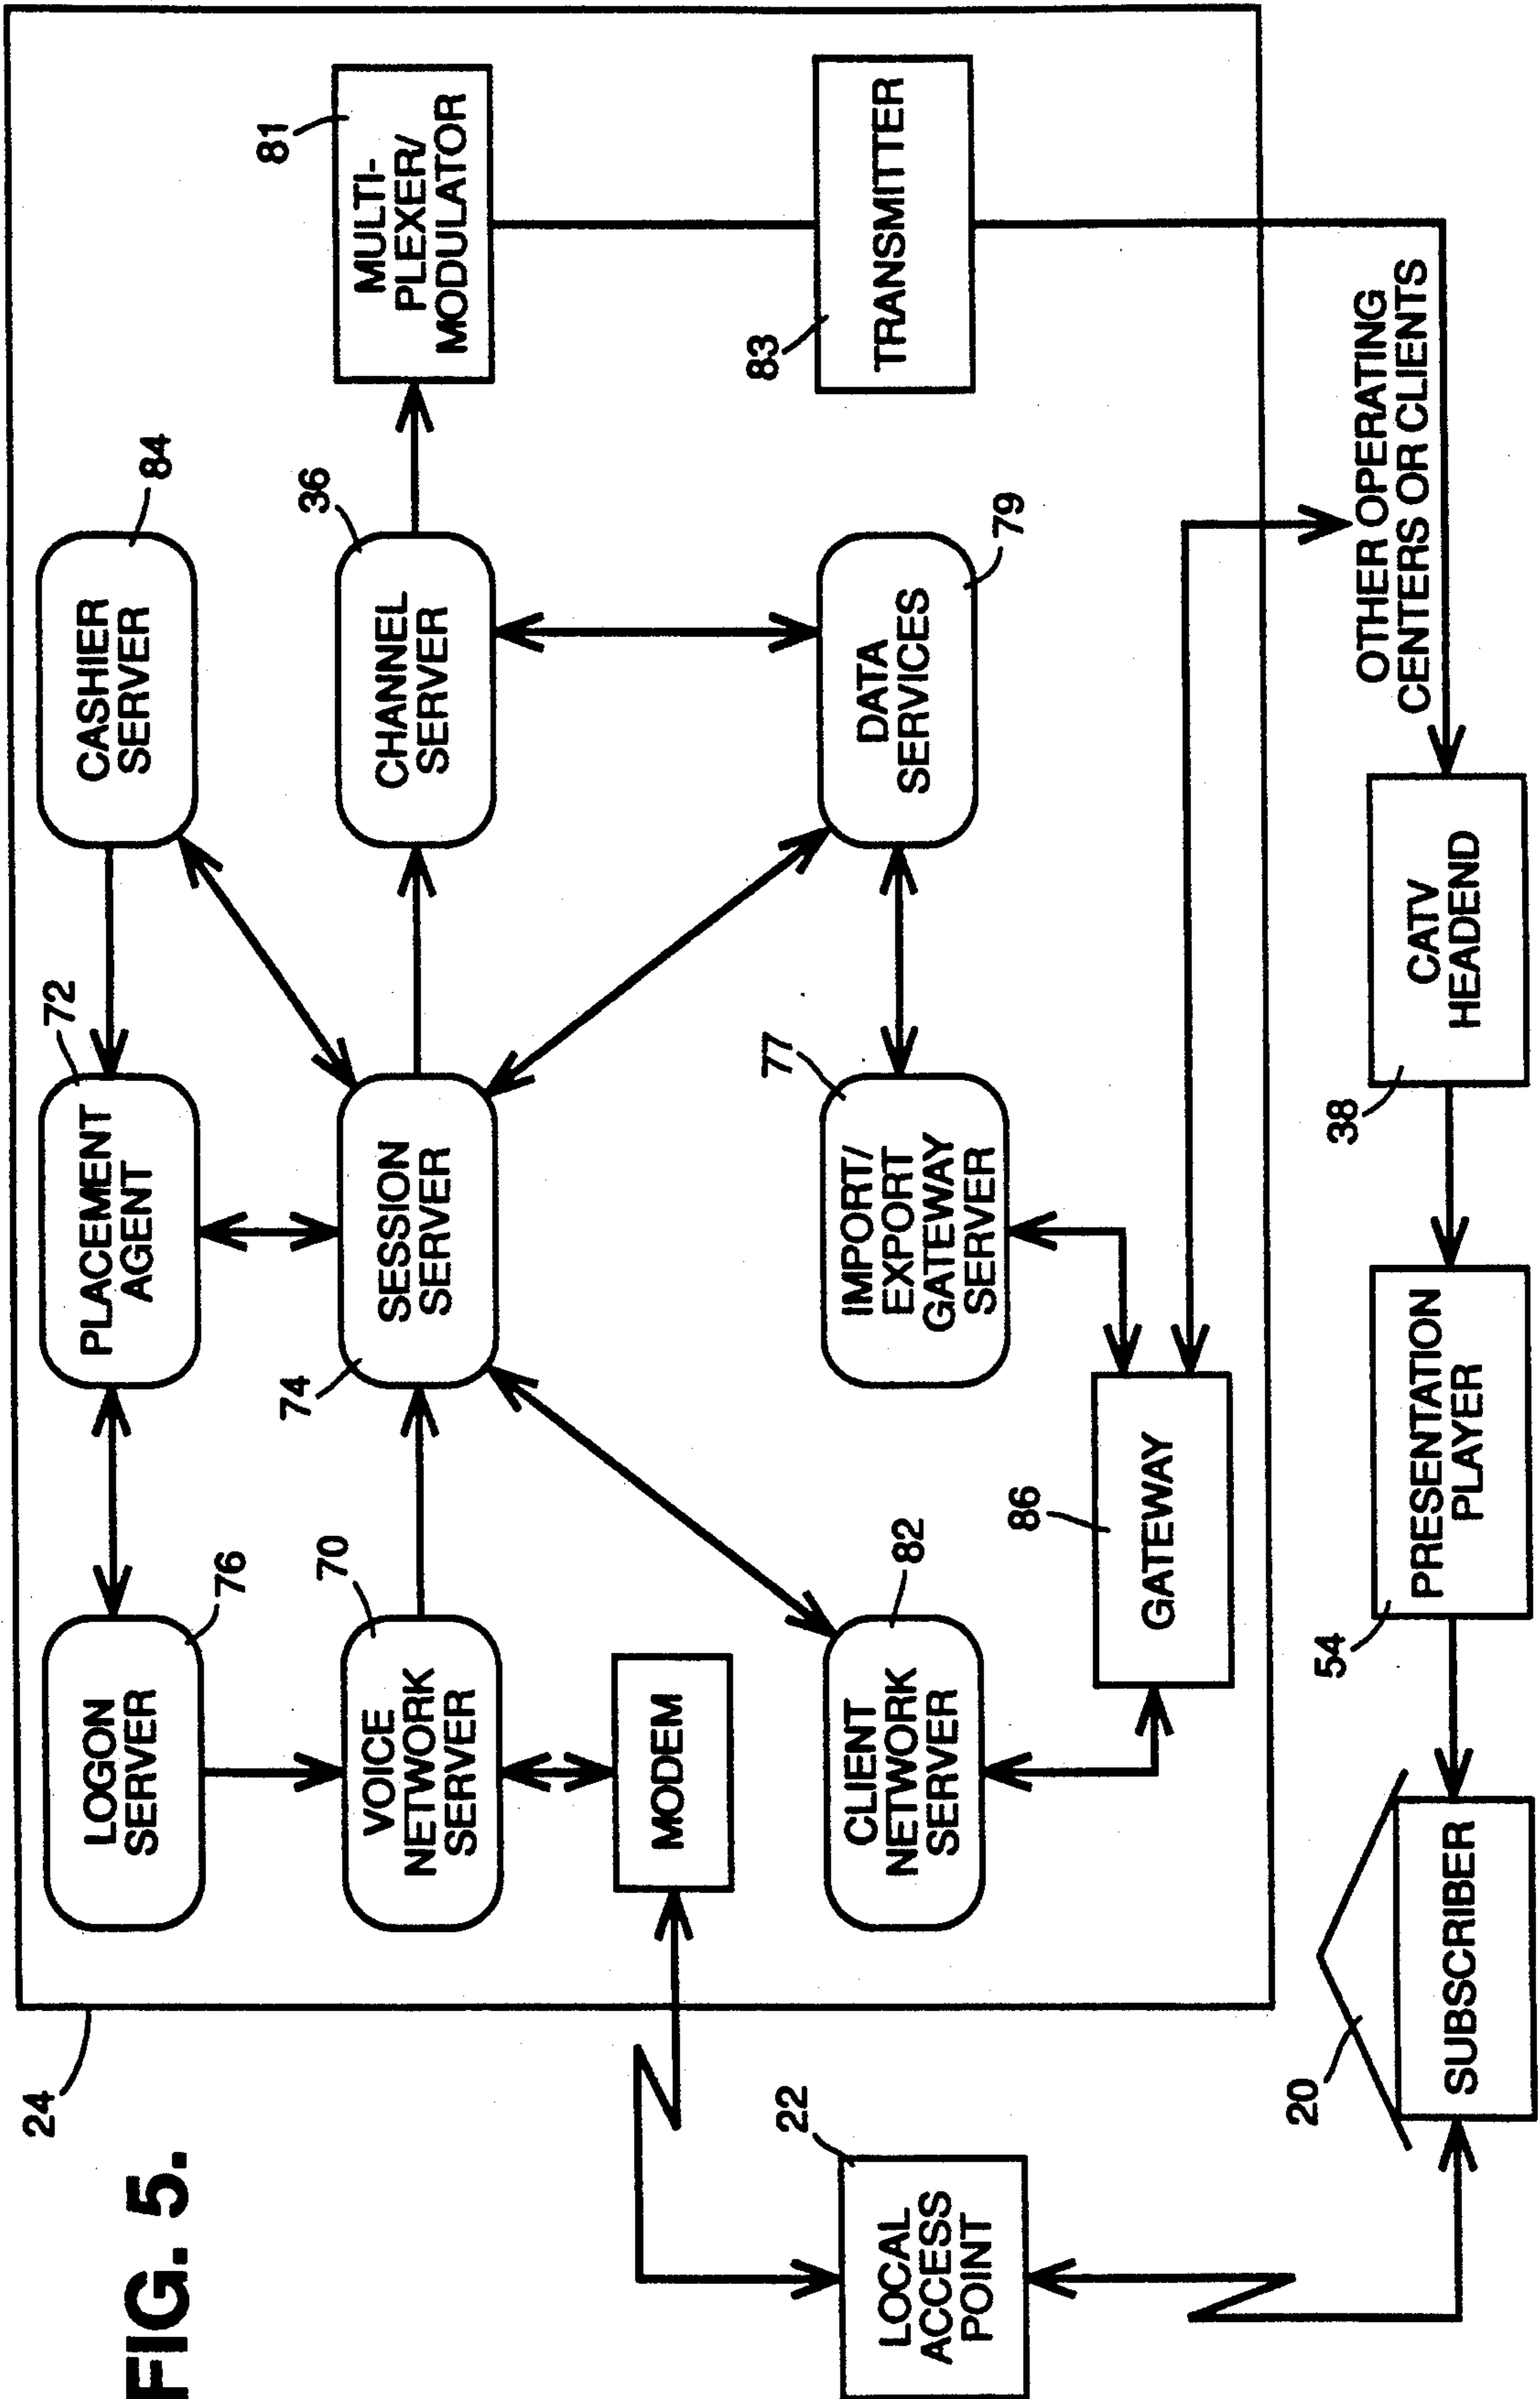 FIG. 5.
24
LOGON
SERVER
76
PLACEMENT
AGENT
72
CASHIER
SERVER
84
VOICE
NETWORK
SERVER
70
SESSION
SERVER
74
CHANNEL
SERVER
36
MULTI-
PLEXER/
MODULATOR
81
MODEM
CLIENT
NETWORK
SERVER
82
IMPORT/
EXPORT
GATEWAY
SERVER
77
DATA
SERVICES
79
TRANSMITTER
83
LOCAL
ACCESS
POINT
22
GATEWAY
86
OTHER OPERATING
CENTERS OR CLIENTS
SUBSCRIBER
20
PRESENTATION
PLAYER
54
CATV
HEADEND
38